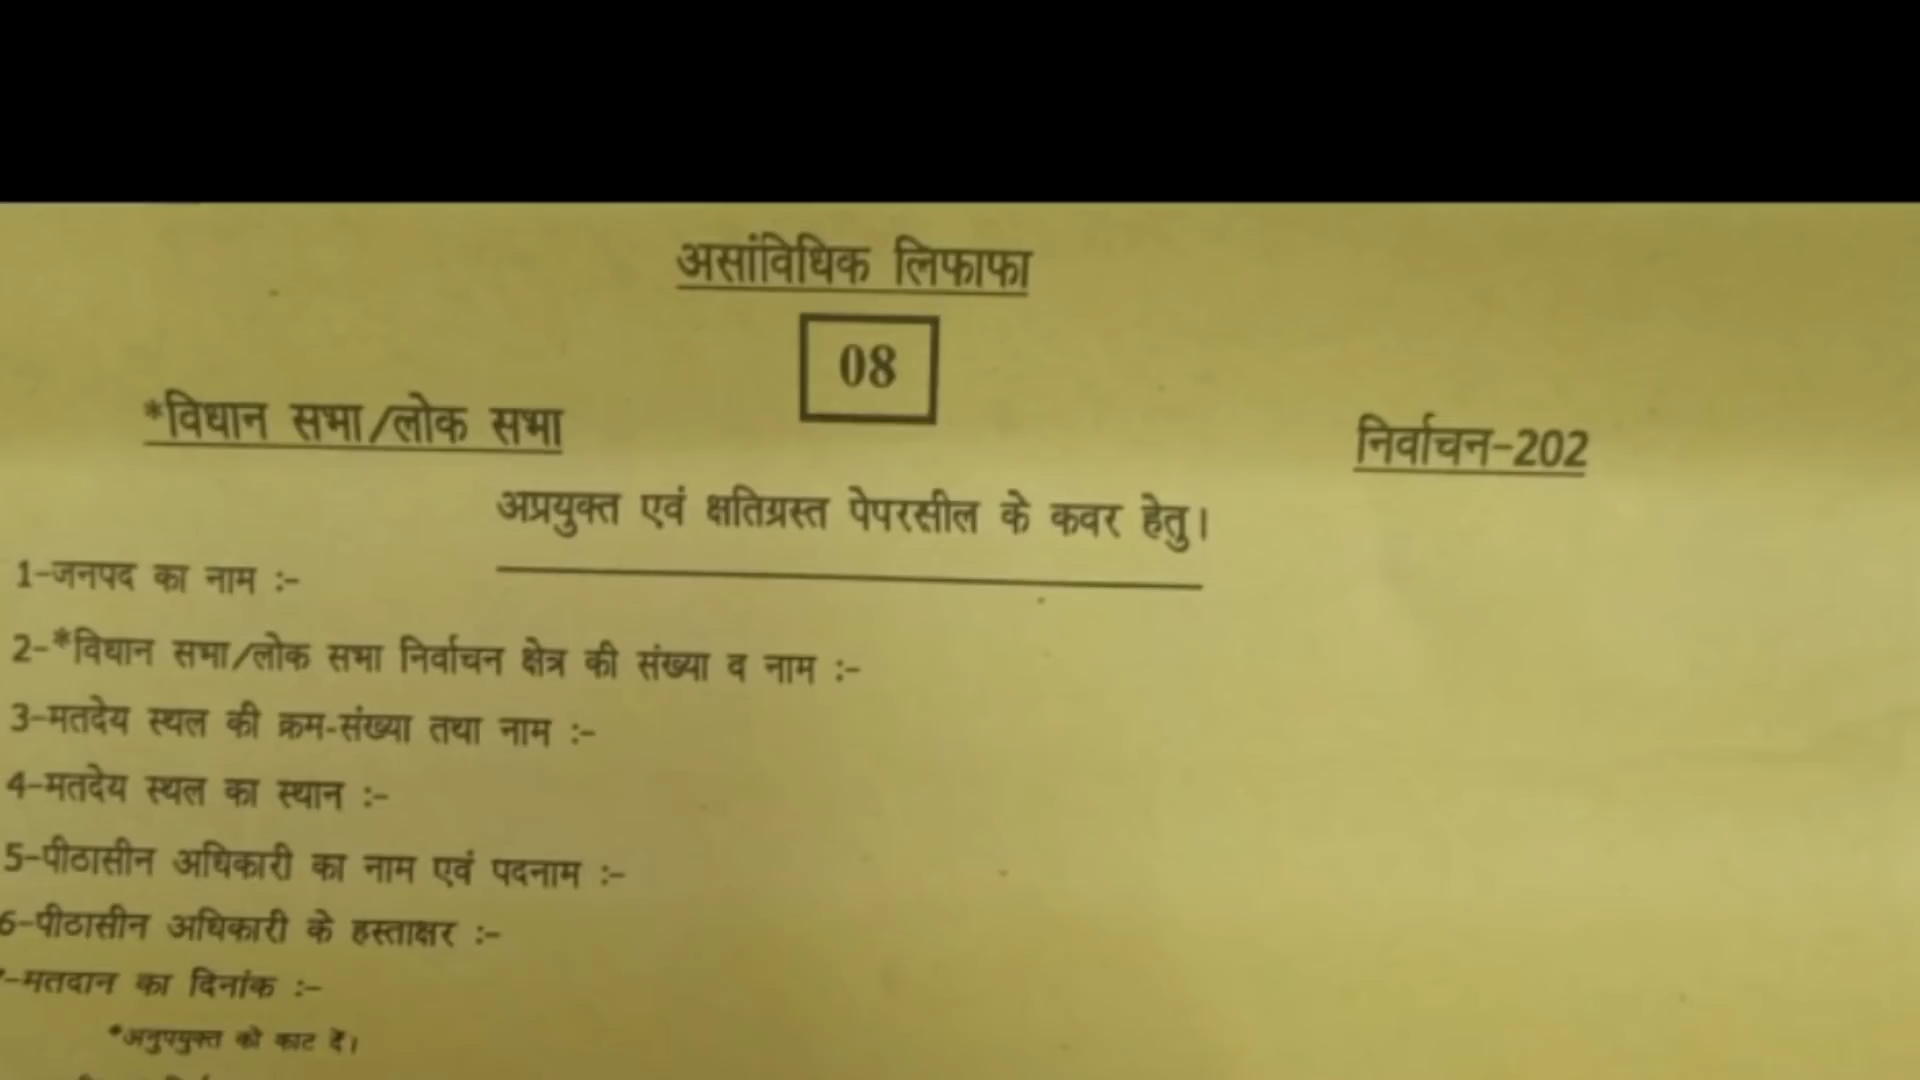 असांविधिक लिफाफा
08
*विधान सभा/लोक सभा
निर्वाचन-202
अप्रयुक्त एवं क्षतिग्रस्त पेपरसील के कवर हेतु।
1-जनपद का नाम :-
2-*विधान सभा/लोक सभा निर्वाचन क्षेत्र की संख्या व नाम :-
3-मतदेय स्थल की क्रम-संख्या तथा नाम :-
4-मतदेय स्थल का स्थान :-
5-पीठासीन अधिकारी का नाम एवं पदनाम :-
6-पीठासीन अधिकारी के हस्ताक्षर :-
-मतदान का दिनांक :-
*अनुपयुक्त को काट दें।